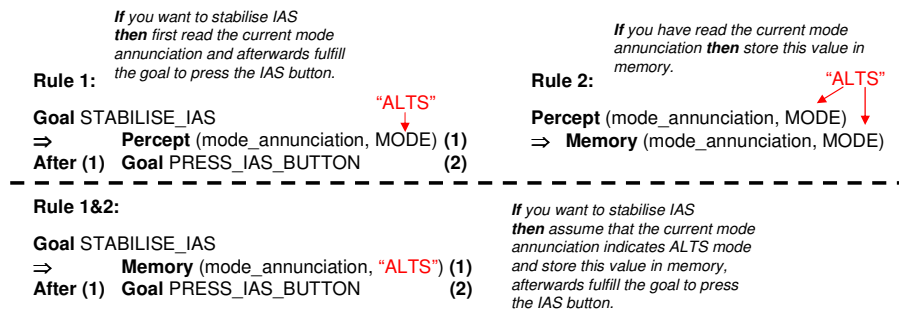 If you want to stabilise IAS
then first read the current mode
annunciation and afterwards fulfill
the goal to press the IAS button.
Rule 1:
"ALTS"
Goal STABILISE_IAS
⇒ Percept (mode_annunciation, MODE) (1)
After (1) Goal PRESS_IAS_BUTTON (2)
If you have read the current mode
annunciation then store this value in
memory.
Rule 2:
"ALTS"
Percept (mode_annunciation, MODE)
⇒ Memory (mode_annunciation, MODE)
Rule 1&2:
Goal STABILISE_IAS
⇒ Memory (mode_annunciation, "ALTS") (1)
After (1) Goal PRESS_IAS_BUTTON (2)
If you want to stabilise IAS
then assume that the current mode
annunciation indicates ALTS mode
and store this value in memory,
afterwards fulfill the goal to press
the IAS button.